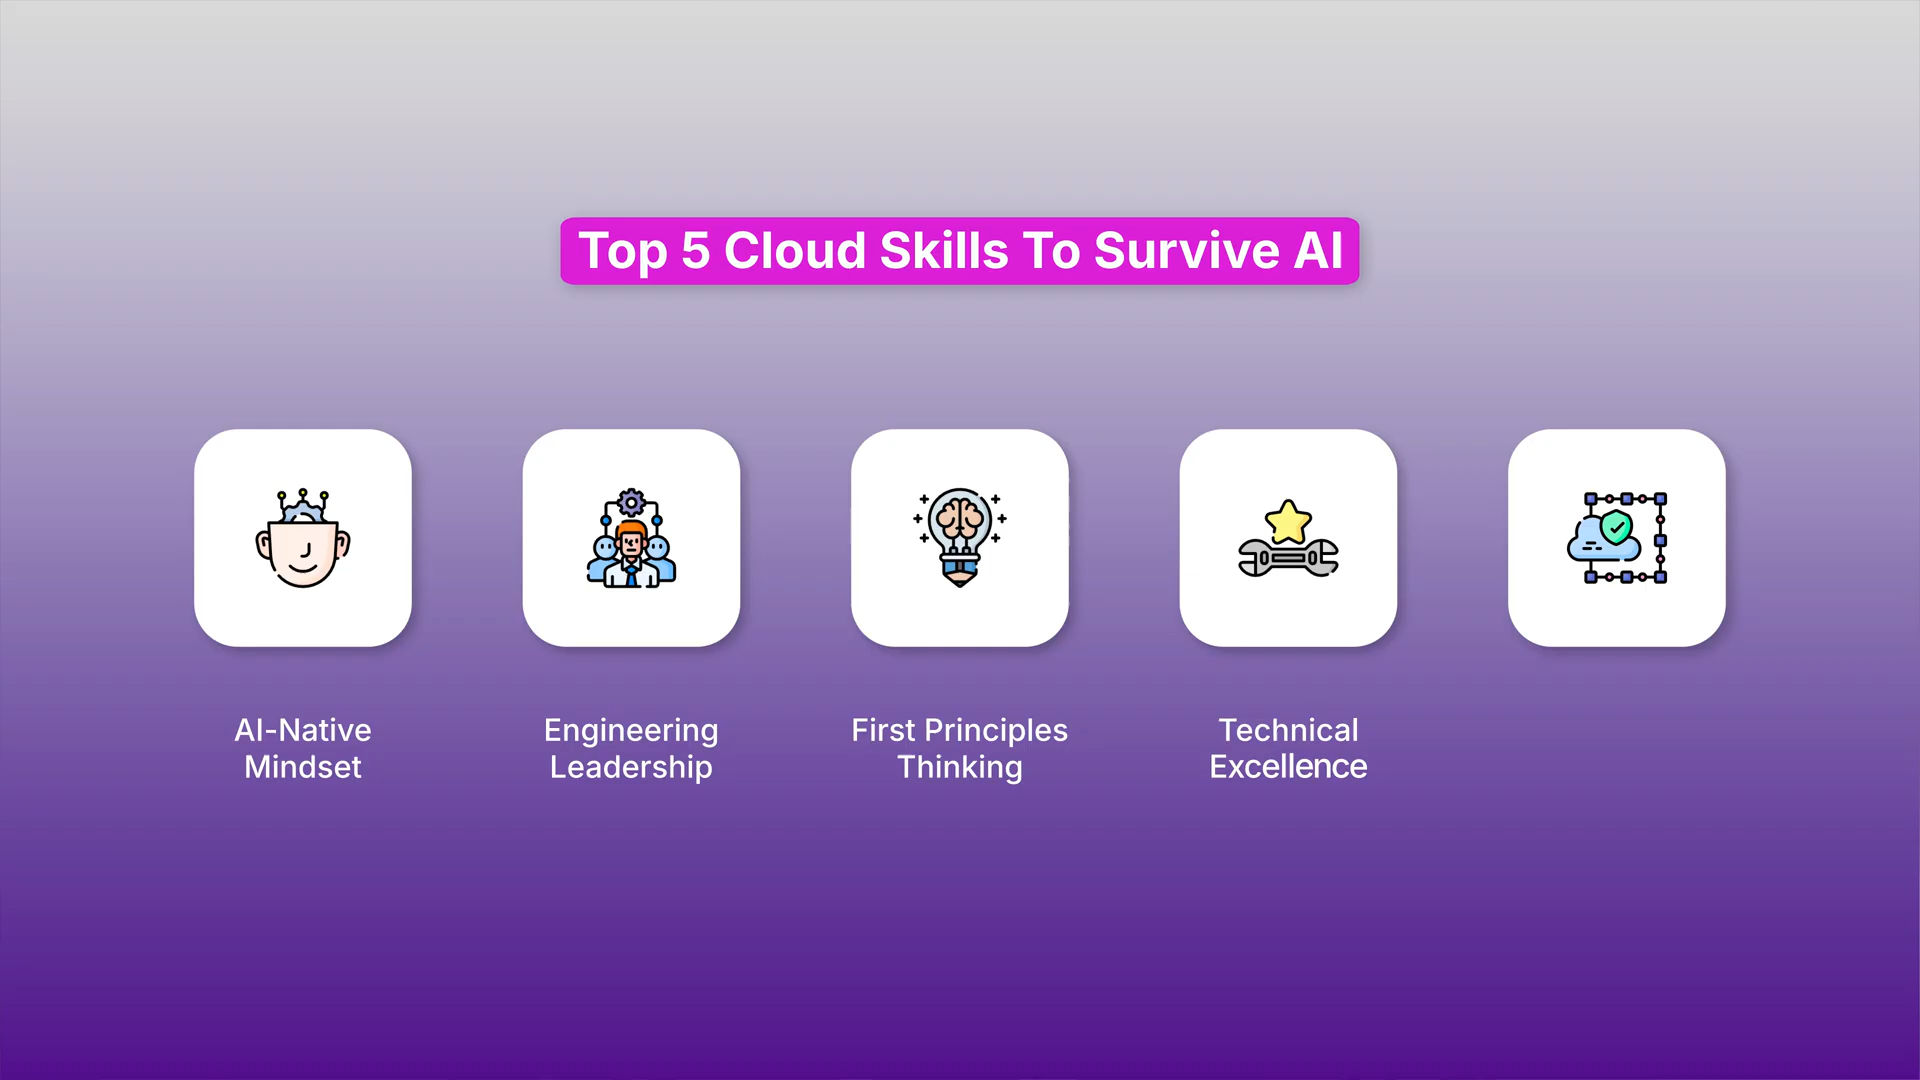 Top 5 Cloud Skills To Survive AI
AI-Native
Mindset
Engineering
Leadership
First Principles
Thinking
Technical
Excellence